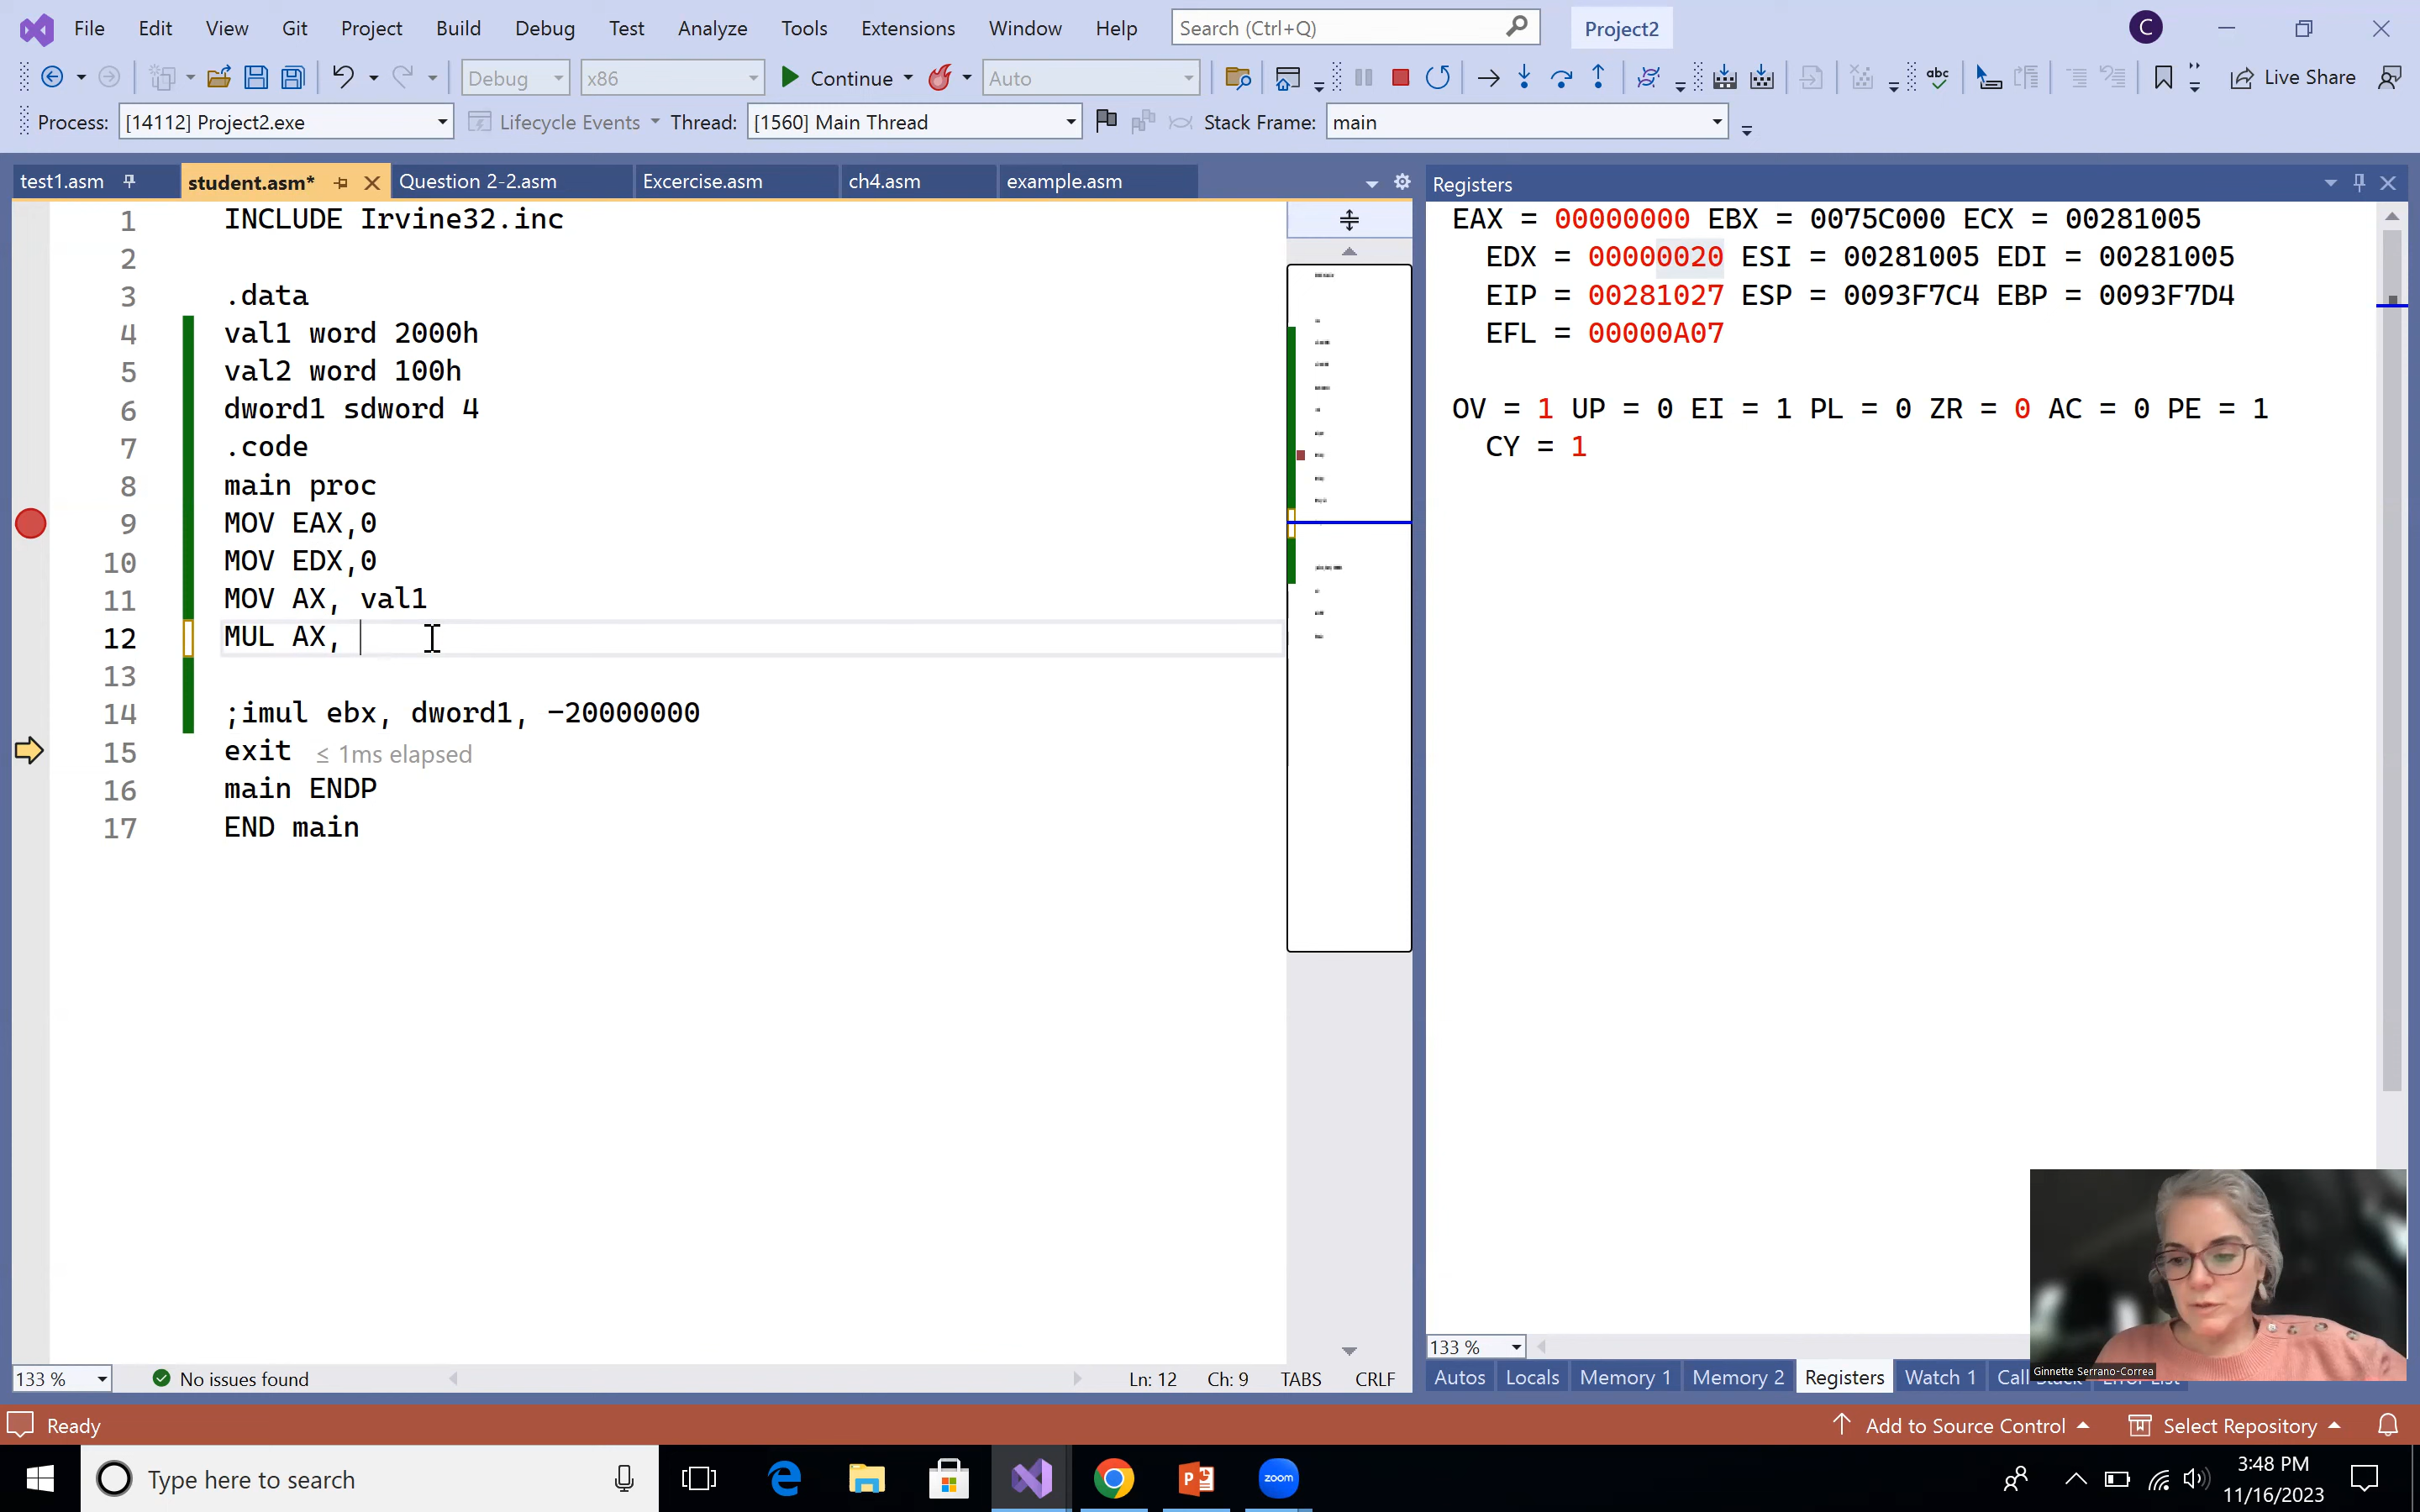 File Edit View Git Project Build Debug Test Analyze Tools Extensions Window Help Search (Ctrl+Q) Project2 C
Debug x86 Continue Auto abc Live Share
Process: [14112] Project2.exe Lifecycle Events Thread: [1560] Main Thread Stack Frame: main
test1.asm student.asm* Question 2-2.asm Excercise.asm ch4.asm example.asm
1 INCLUDE Irvine32.inc
2
3 .data
4 val1 word 2000h
5 val2 word 100h
6 dword1 sdword 4
7 .code
8 main proc
9 MOV EAX,0
10 MOV EDX,0
11 MOV AX, val1
12 MUL AX,
13
14 ;imul ebx, dword1, -20000000
15 exit ≤ 1ms elapsed
16 main ENDP
17 END main
Registers
EAX = 00000000 EBX = 0075C000 ECX = 00281005
EDX = 00000020 ESI = 00281005 EDI = 00281005
EIP = 00281027 ESP = 0093F7C4 EBP = 0093F7D4
EFL = 00000A07
OV = 1 UP = 0 EI = 1 PL = 0 ZR = 0 AC = 0 PE = 1
CY = 1
Ginnette Serrano-Correa
133 % No issues found Ln: 12 Ch: 9 TABS CRLF
133 %
Autos Locals Memory 1 Memory 2 Registers Watch 1
Ready Add to Source Control Select Repository
Type here to search zoom 3:48 PM
11/16/2023